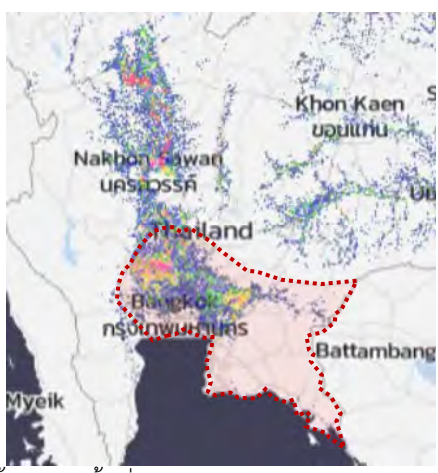 Khon Kaen
ขอนแก่น
Nakhon Sawan
นครสวรรค์
Thailand
Bangkok
กรุงเทพมหานคร
Battambang
Myeik